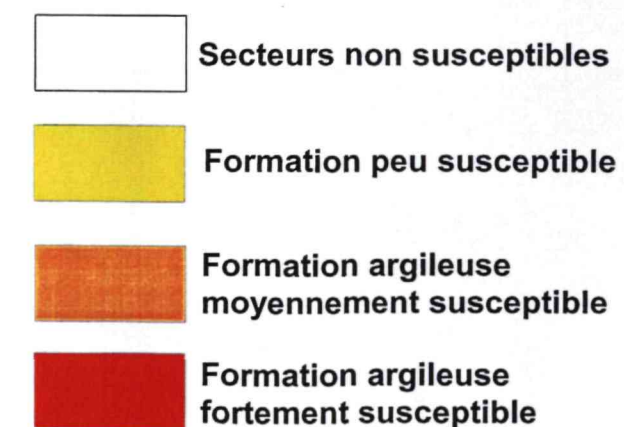 Secteurs non susceptibles
Formation peu susceptible
Formation argileuse
moyennement susceptible
Formation argileuse
fortement susceptible